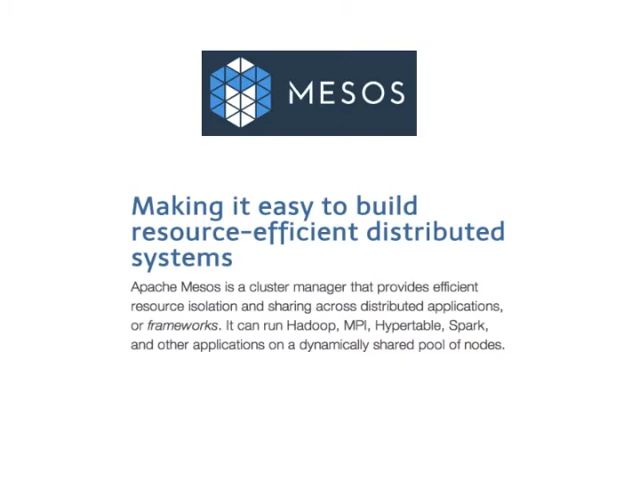 MESOS
Making it easy to build
resource-efficient distributed
systems
Apache Mesos is a cluster manager that provides efficient
resource isolation and sharing across distributed applications,
or frameworks. It can run Hadoop, MPI, Hypertable, Spark,
and other applications on a dynamically shared pool of nodes.